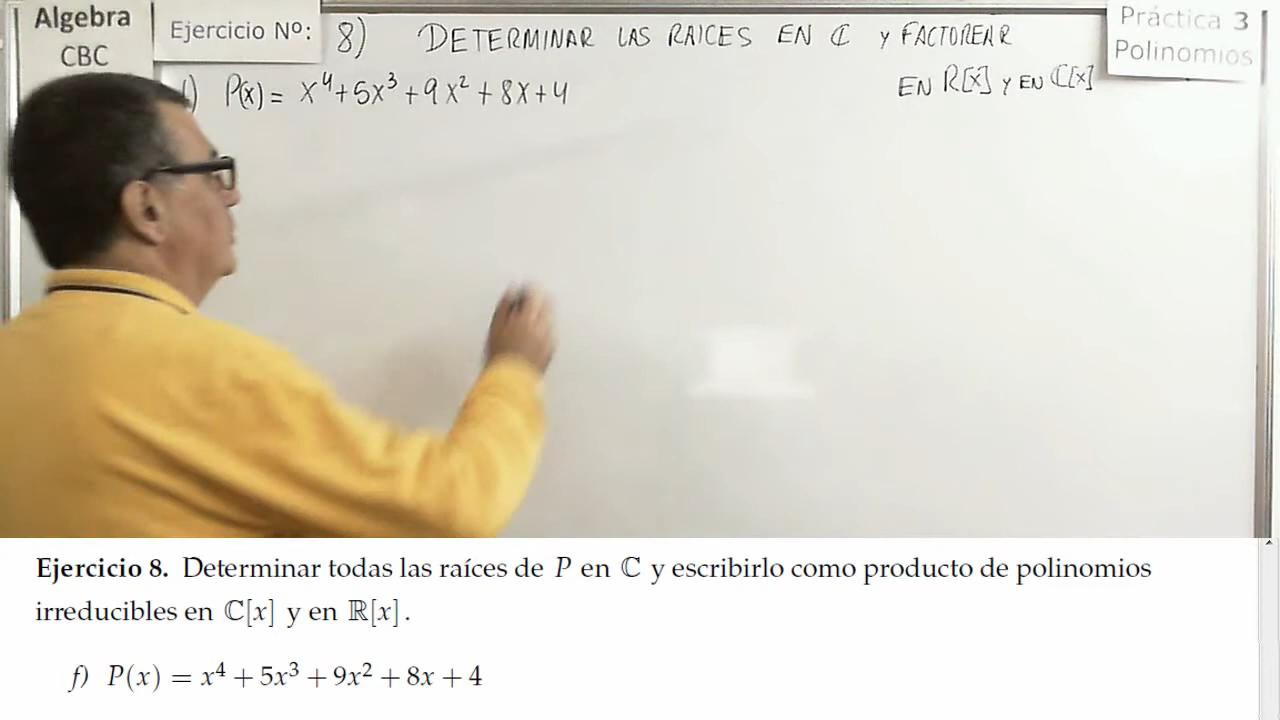 Algebra
CBC
Ejercicio Nº:
8) DETERMINAR LAS RAICES EN ℂ Y FACTOREAR
EN R[x] Y EN ℂ[x]
Práctica 3
Polinomios
P(x) = x⁴+5x³+9x²+8x+4
Ejercicio 8. Determinar todas las raíces de P en ℂ y escribirlo como producto de polinomios
irreducibles en ℂ[x] y en ℝ[x].
f) P(x) = x⁴ + 5x³ + 9x² + 8x + 4